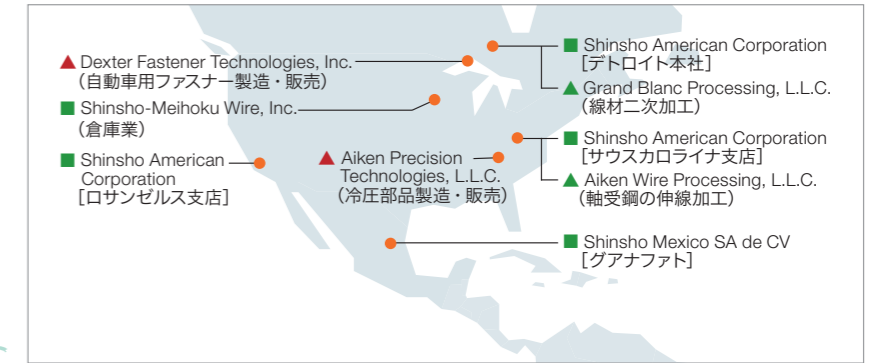 ▲ Dexter Fastener Technologies, Inc.
(自動車用ファスナー製造・販売)
■ Shinsho-Meihoku Wire, Inc.
(倉庫業)
■ Shinsho American
Corporation
[ロサンゼルス支店]
▲ Aiken Precision
Technologies, L.L.C.
(冷圧部品製造・販売)
■ Shinsho American Corporation
[デトロイト本社]
▲ Grand Blanc Processing, L.L.C.
(線材二次加工)
■ Shinsho American Corporation
[サウスカロライナ支店]
▲ Aiken Wire Processing, L.L.C.
(軸受鋼の伸線加工)
■ Shinsho Mexico SA de CV
[グアナファト]